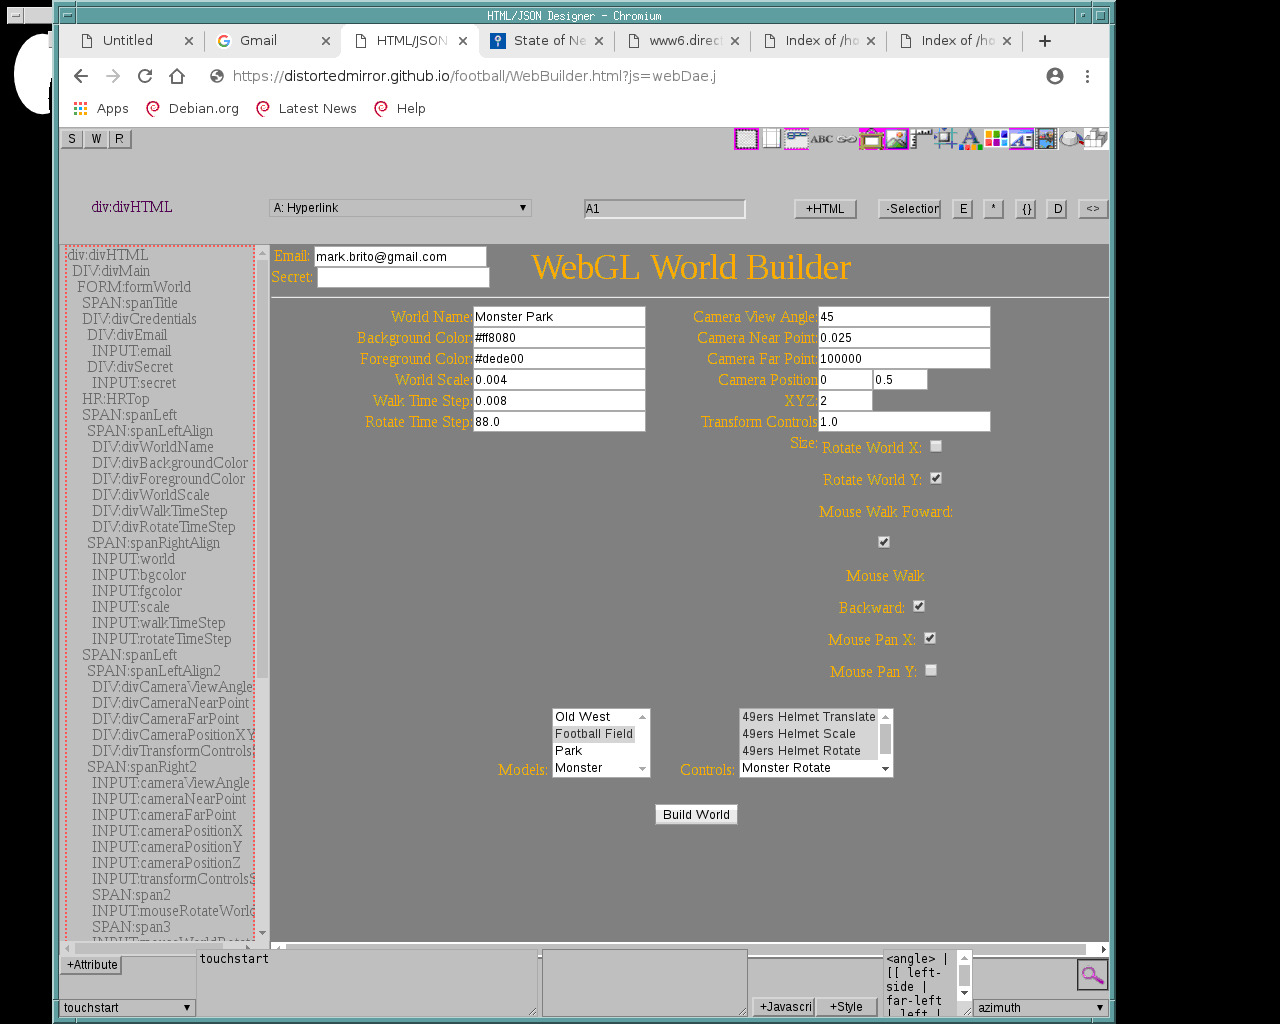 HTML/JSON Designer - Chromium
Untitled
Gmail
HTML/JSON
State of Ne
www6.direc
Index of /ho
Index of /ho
https://distortedmirror.github.io/football/WebBuilder.html?js=webDae.j
Apps
Debian.org
Latest News
Help
S W R
ABC
div:divHTML
A: Hyperlink
A1
+HTML
-Selection
E
*
{}
D
<>
div:divHTML
DIV:divMain
FORM:formWorld
SPAN:spanTitle
DIV:divCredentials
DIV:divEmail
INPUT:email
DIV:divSecret
INPUT:secret
HR:HRTop
SPAN:spanLeft
SPAN:spanLeftAlign
DIV:divWorldName
DIV:divBackgroundColor
DIV:divForegroundColor
DIV:divWorldScale
DIV:divWalkTimeStep
DIV:divRotateTimeStep
SPAN:spanRightAlign
INPUT:world
INPUT:bgcolor
INPUT:fgcolor
INPUT:scale
INPUT:walkTimeStep
INPUT:rotateTimeStep
SPAN:spanLeft
SPAN:spanLeftAlign2
DIV:divCameraViewAngle
DIV:divCameraNearPoint
DIV:divCameraFarPoint
DIV:divCameraPositionXY
DIV:divTransformControls
SPAN:spanRight2
INPUT:cameraViewAngle
INPUT:cameraNearPoint
INPUT:cameraFarPoint
INPUT:cameraPositionX
INPUT:cameraPositionY
INPUT:cameraPositionZ
INPUT:transformControlsS
SPAN:span2
INPUT:mouseRotateWorld
SPAN:span3
Email: mark.brito@gmail.com
Secret:
WebGL World Builder
World Name: Monster Park
Background Color: #ff8080
Foreground Color: #dede00
World Scale: 0.004
Walk Time Step: 0.008
Rotate Time Step: 88.0
Camera View Angle: 45
Camera Near Point: 0.025
Camera Far Point: 100000
Camera Position 0 0.5
XYZ: 2
Transform Controls 1.0
Size:
Rotate World X:
Rotate World Y:
Mouse Walk Foward:
Mouse Walk
Backward:
Mouse Pan X:
Mouse Pan Y:
Models:
Old West
Football Field
Park
Monster
Controls:
49ers Helmet Translate
49ers Helmet Scale
49ers Helmet Rotate
Monster Rotate
Build World
+Attribute
touchstart
touchstart
+Javascri
+Style
<angle> |
[[ left-
side |
far-left
| left |
azimuth